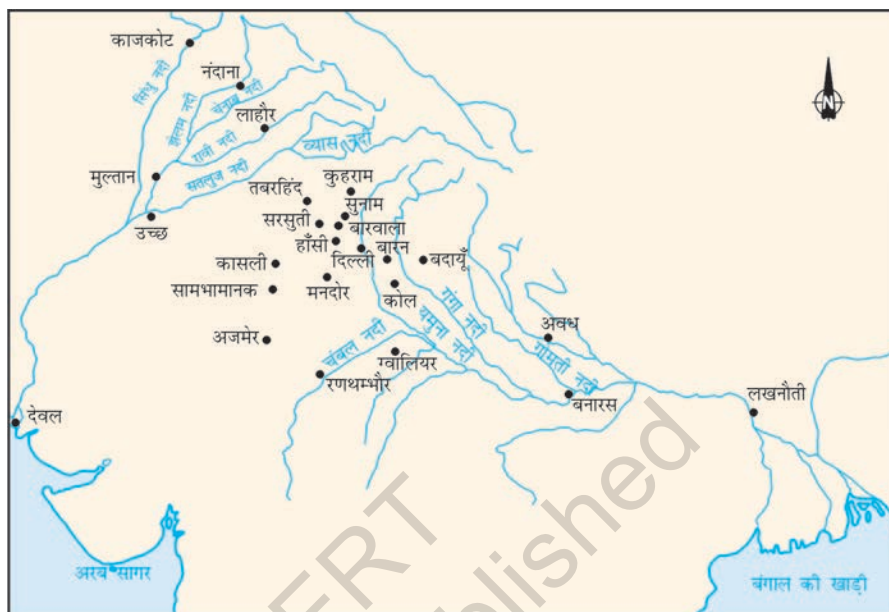 काजकोट
नंदाना
सिंधु नदी
झेलम नदी
चेनाब नदी
लाहौर
रावी नदी
व्यास नदी
मुल्तान
सतलुज नदी
उच्छ
तबरहिंद
कुहराम
सुनाम
सरसुती
बारवाला
हाँसी
दिल्ली
बारन
बदायूँ
कासली
सामभामानक
मनदोर
कोल
गंगा नदी
यमुना नदी
अवध
गोमती नदी
अजमेर
चंबल नदी
ग्वालियर
रणथम्भौर
बनारस
लखनौती
देवल
अरब सागर
बंगाल की खाड़ी
N